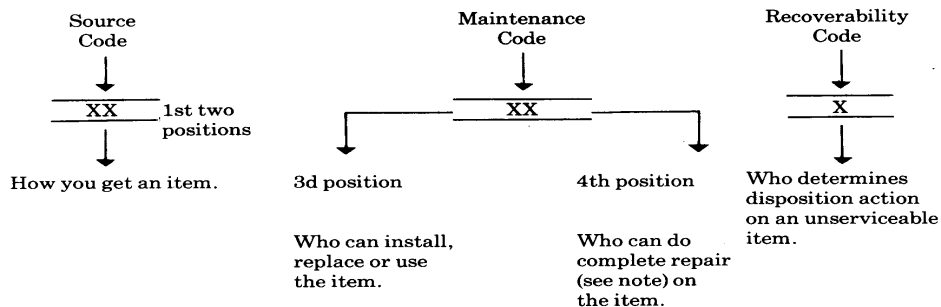 Source
Code
XX
1st two
positions
How you get an item.
Maintenance
Code
XX
3d position
Who can install,
replace or use
the item.
4th position
Who can do
complete repair
(see note) on
the item.
Recoverability
Code
X
Who determines
disposition action
on an unserviceable
item.